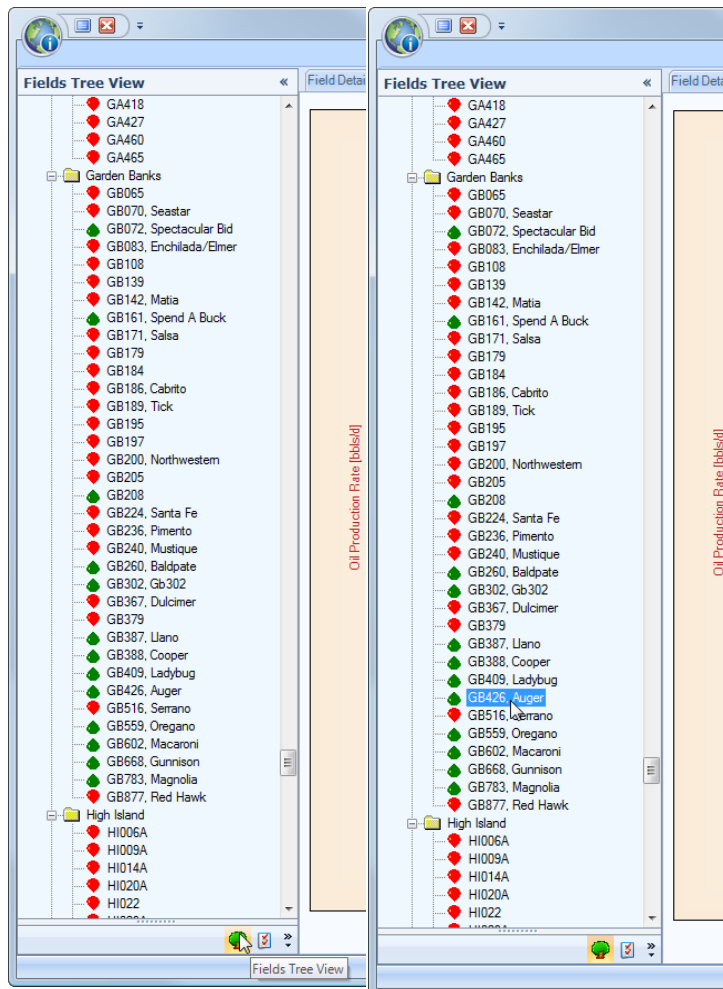 Fields Tree View «
Field Detai
GA418
GA427
GA460
GA465
Garden Banks
GB065
GB070, Seastar
GB072, Spectacular Bid
GB083, Enchilada/Elmer
GB108
GB139
GB142, Matia
GB161, Spend A Buck
GB171, Salsa
GB179
GB184
GB186, Cabrito
GB189, Tick
GB195
GB197
GB200, Northwestern
GB205
GB208
GB224, Santa Fe
GB236, Pimento
GB240, Mustique
GB260, Baldpate
GB302, Gb302
GB367, Dulcimer
GB379
GB387, Llano
GB388, Cooper
GB409, Ladybug
GB426, Auger
GB516, Serrano
GB559, Oregano
GB602, Macaroni
GB668, Gunnison
GB783, Magnolia
GB877, Red Hawk
High Island
HI006A
HI009A
HI014A
HI020A
HI022
Oil Production Rate [bbls/d]
Fields Tree View
Fields Tree View «
Field Deta
GA418
GA427
GA460
GA465
Garden Banks
GB065
GB070, Seastar
GB072, Spectacular Bid
GB083, Enchilada/Elmer
GB108
GB139
GB142, Matia
GB161, Spend A Buck
GB171, Salsa
GB179
GB184
GB186, Cabrito
GB189, Tick
GB195
GB197
GB200, Northwestern
GB205
GB208
GB224, Santa Fe
GB236, Pimento
GB240, Mustique
GB260, Baldpate
GB302, Gb302
GB367, Dulcimer
GB379
GB387, Llano
GB388, Cooper
GB409, Ladybug
GB426, Auger
GB516, Serrano
GB559, Oregano
GB602, Macaroni
GB668, Gunnison
GB783, Magnolia
GB877, Red Hawk
High Island
HI006A
HI009A
HI014A
HI020A
HI022
Oil Production Rate [bbls/d]